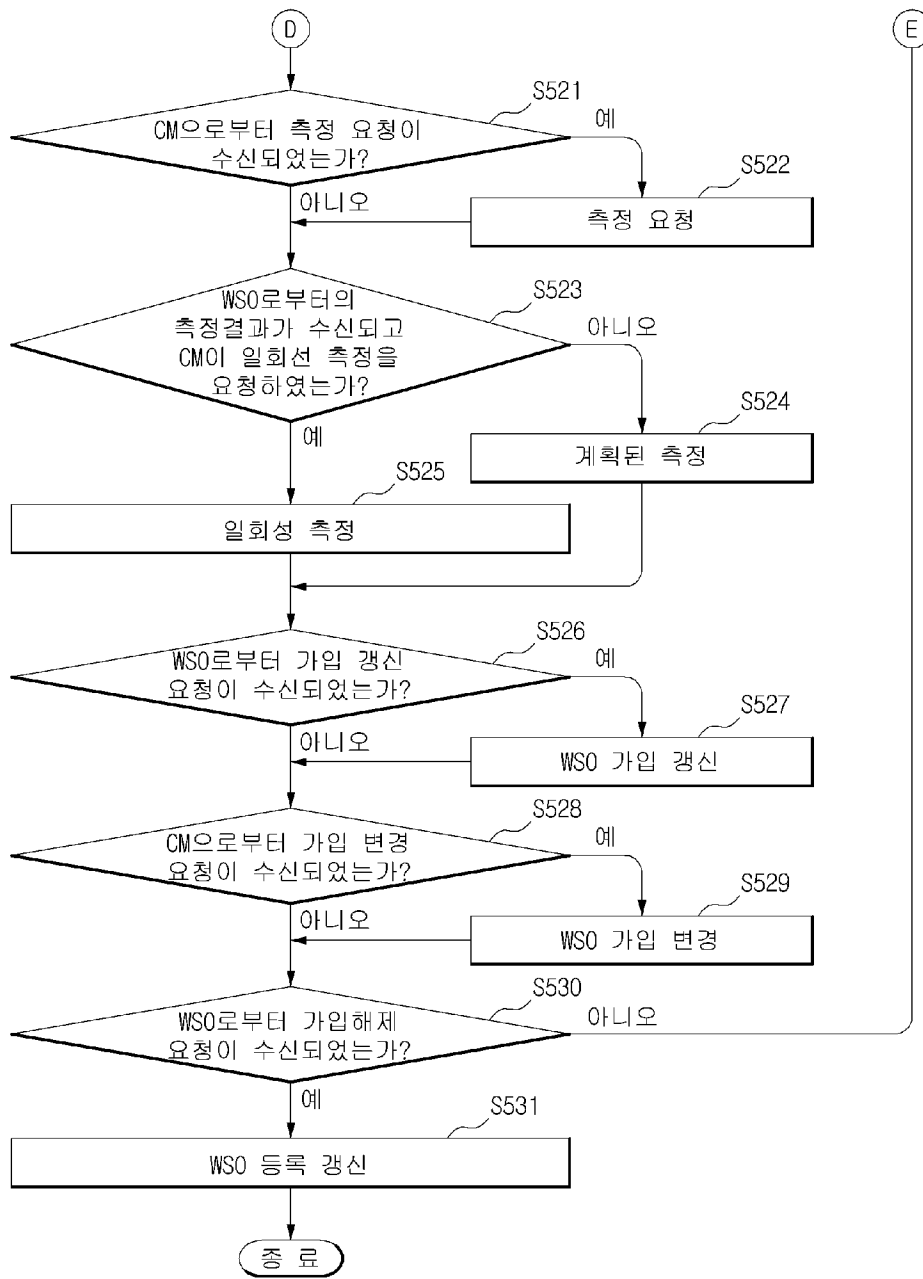 D
E
S521
CM으로부터 측정 요청이
수신되었는가?
예
S522
측정 요청
아니오
S523
WSO로부터의
측정결과가 수신되고
CM이 일회선 측정을
요청하였는가?
아니오
S524
계획된 측정
예
S525
일회성 측정
S526
WSO로부터 가입 갱신
요청이 수신되었는가?
예
S527
WSO 가입 갱신
아니오
S528
CM으로부터 가입 변경
요청이 수신되었는가?
예
S529
WSO 가입 변경
아니오
S530
WSO로부터 가입해제
요청이 수신되었는가?
아니오
예
S531
WSO 등록 갱신
종 료